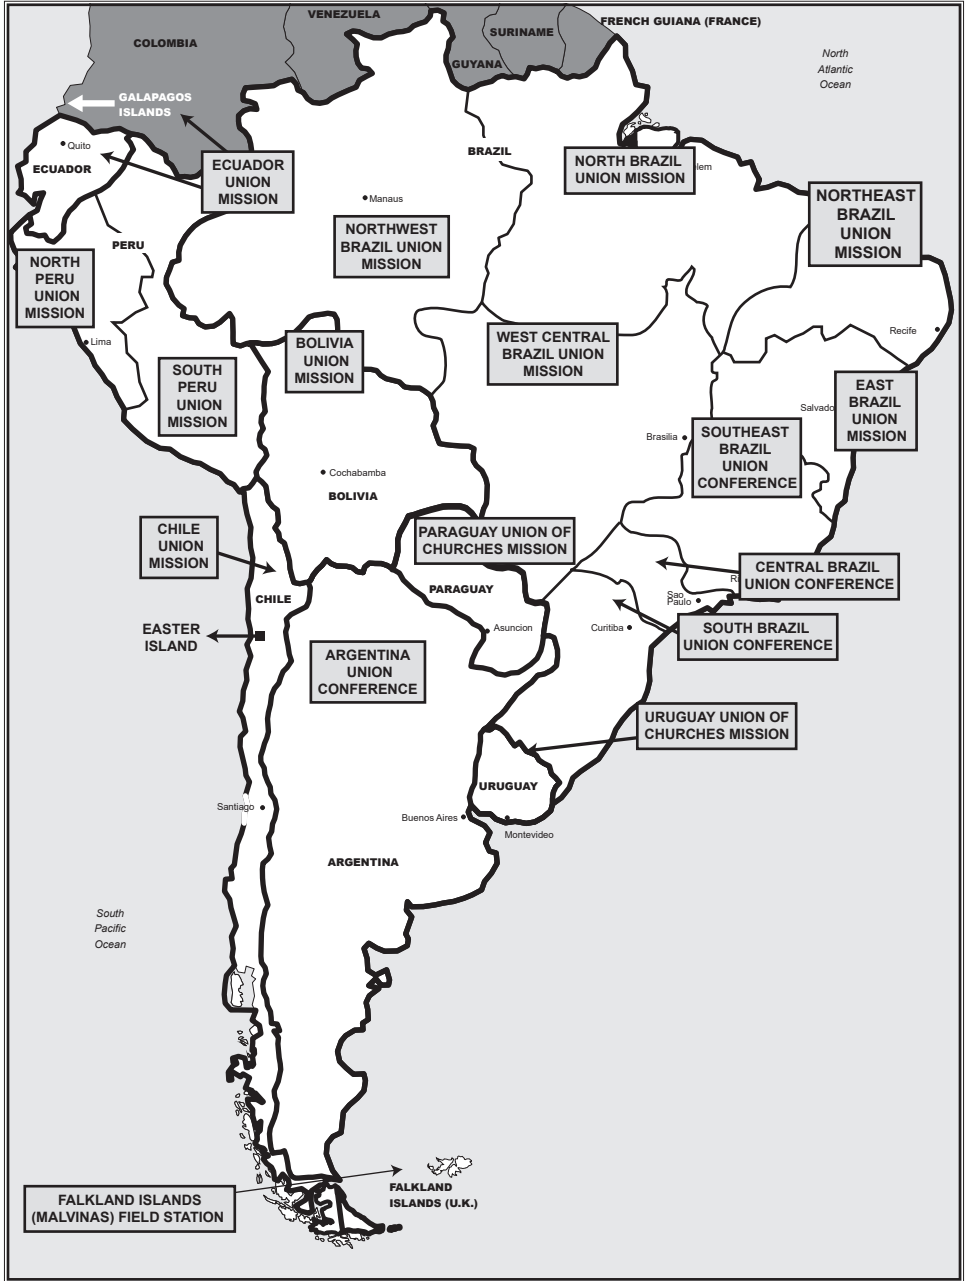 VENEZUELA
FRENCH GUIANA (FRANCE)
SURINAME
COLOMBIA
GUYANA
North
Atlantic
Ocean
GALAPAGOS
ISLANDS
Quito
ECUADOR
ECUADOR
UNION
MISSION
BRAZIL
NORTH BRAZIL
UNION MISSION
lem
Manaus
NORTHWEST
BRAZIL UNION
MISSION
NORTHEAST
BRAZIL
UNION
MISSION
PERU
NORTH
PERU
UNION
MISSION
Lima
BOLIVIA
UNION
MISSION
WEST CENTRAL
BRAZIL UNION
MISSION
Recife
SOUTH
PERU
UNION
MISSION
EAST
BRAZIL
UNION
MISSION
Salvado
Brasilia
SOUTHEAST
BRAZIL
UNION
CONFERENCE
Cochabamba
BOLIVIA
CHILE
UNION
MISSION
PARAGUAY UNION OF
CHURCHES MISSION
CENTRAL BRAZIL
UNION CONFERENCE
Ri
PARAGUAY
CHILE
Sao
Paulo
Asuncion
Curitiba
SOUTH BRAZIL
UNION CONFERENCE
EASTER
ISLAND
ARGENTINA
UNION
CONFERENCE
URUGUAY UNION OF
CHURCHES MISSION
URUGUAY
Santiago
Buenos Aires
Montevideo
ARGENTINA
South
Pacific
Ocean
FALKLAND
ISLANDS (U.K.)
FALKLAND ISLANDS
(MALVINAS) FIELD STATION